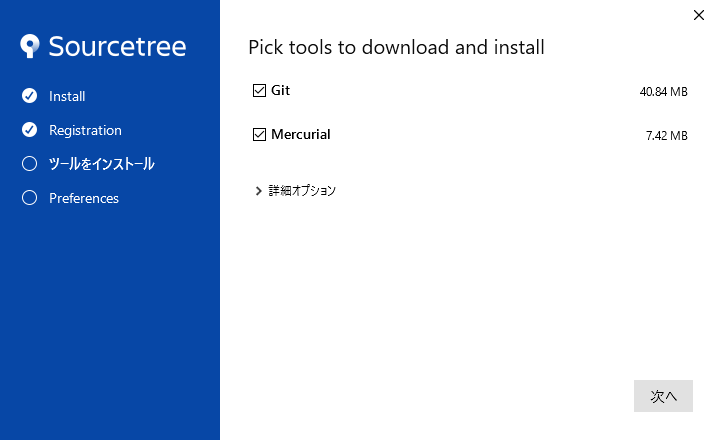 Sourcetree
Install
Registration
ツールをインストール
Preferences
Pick tools to download and install
Git 40.84 MB
Mercurial 7.42 MB
詳細オプション
次へ